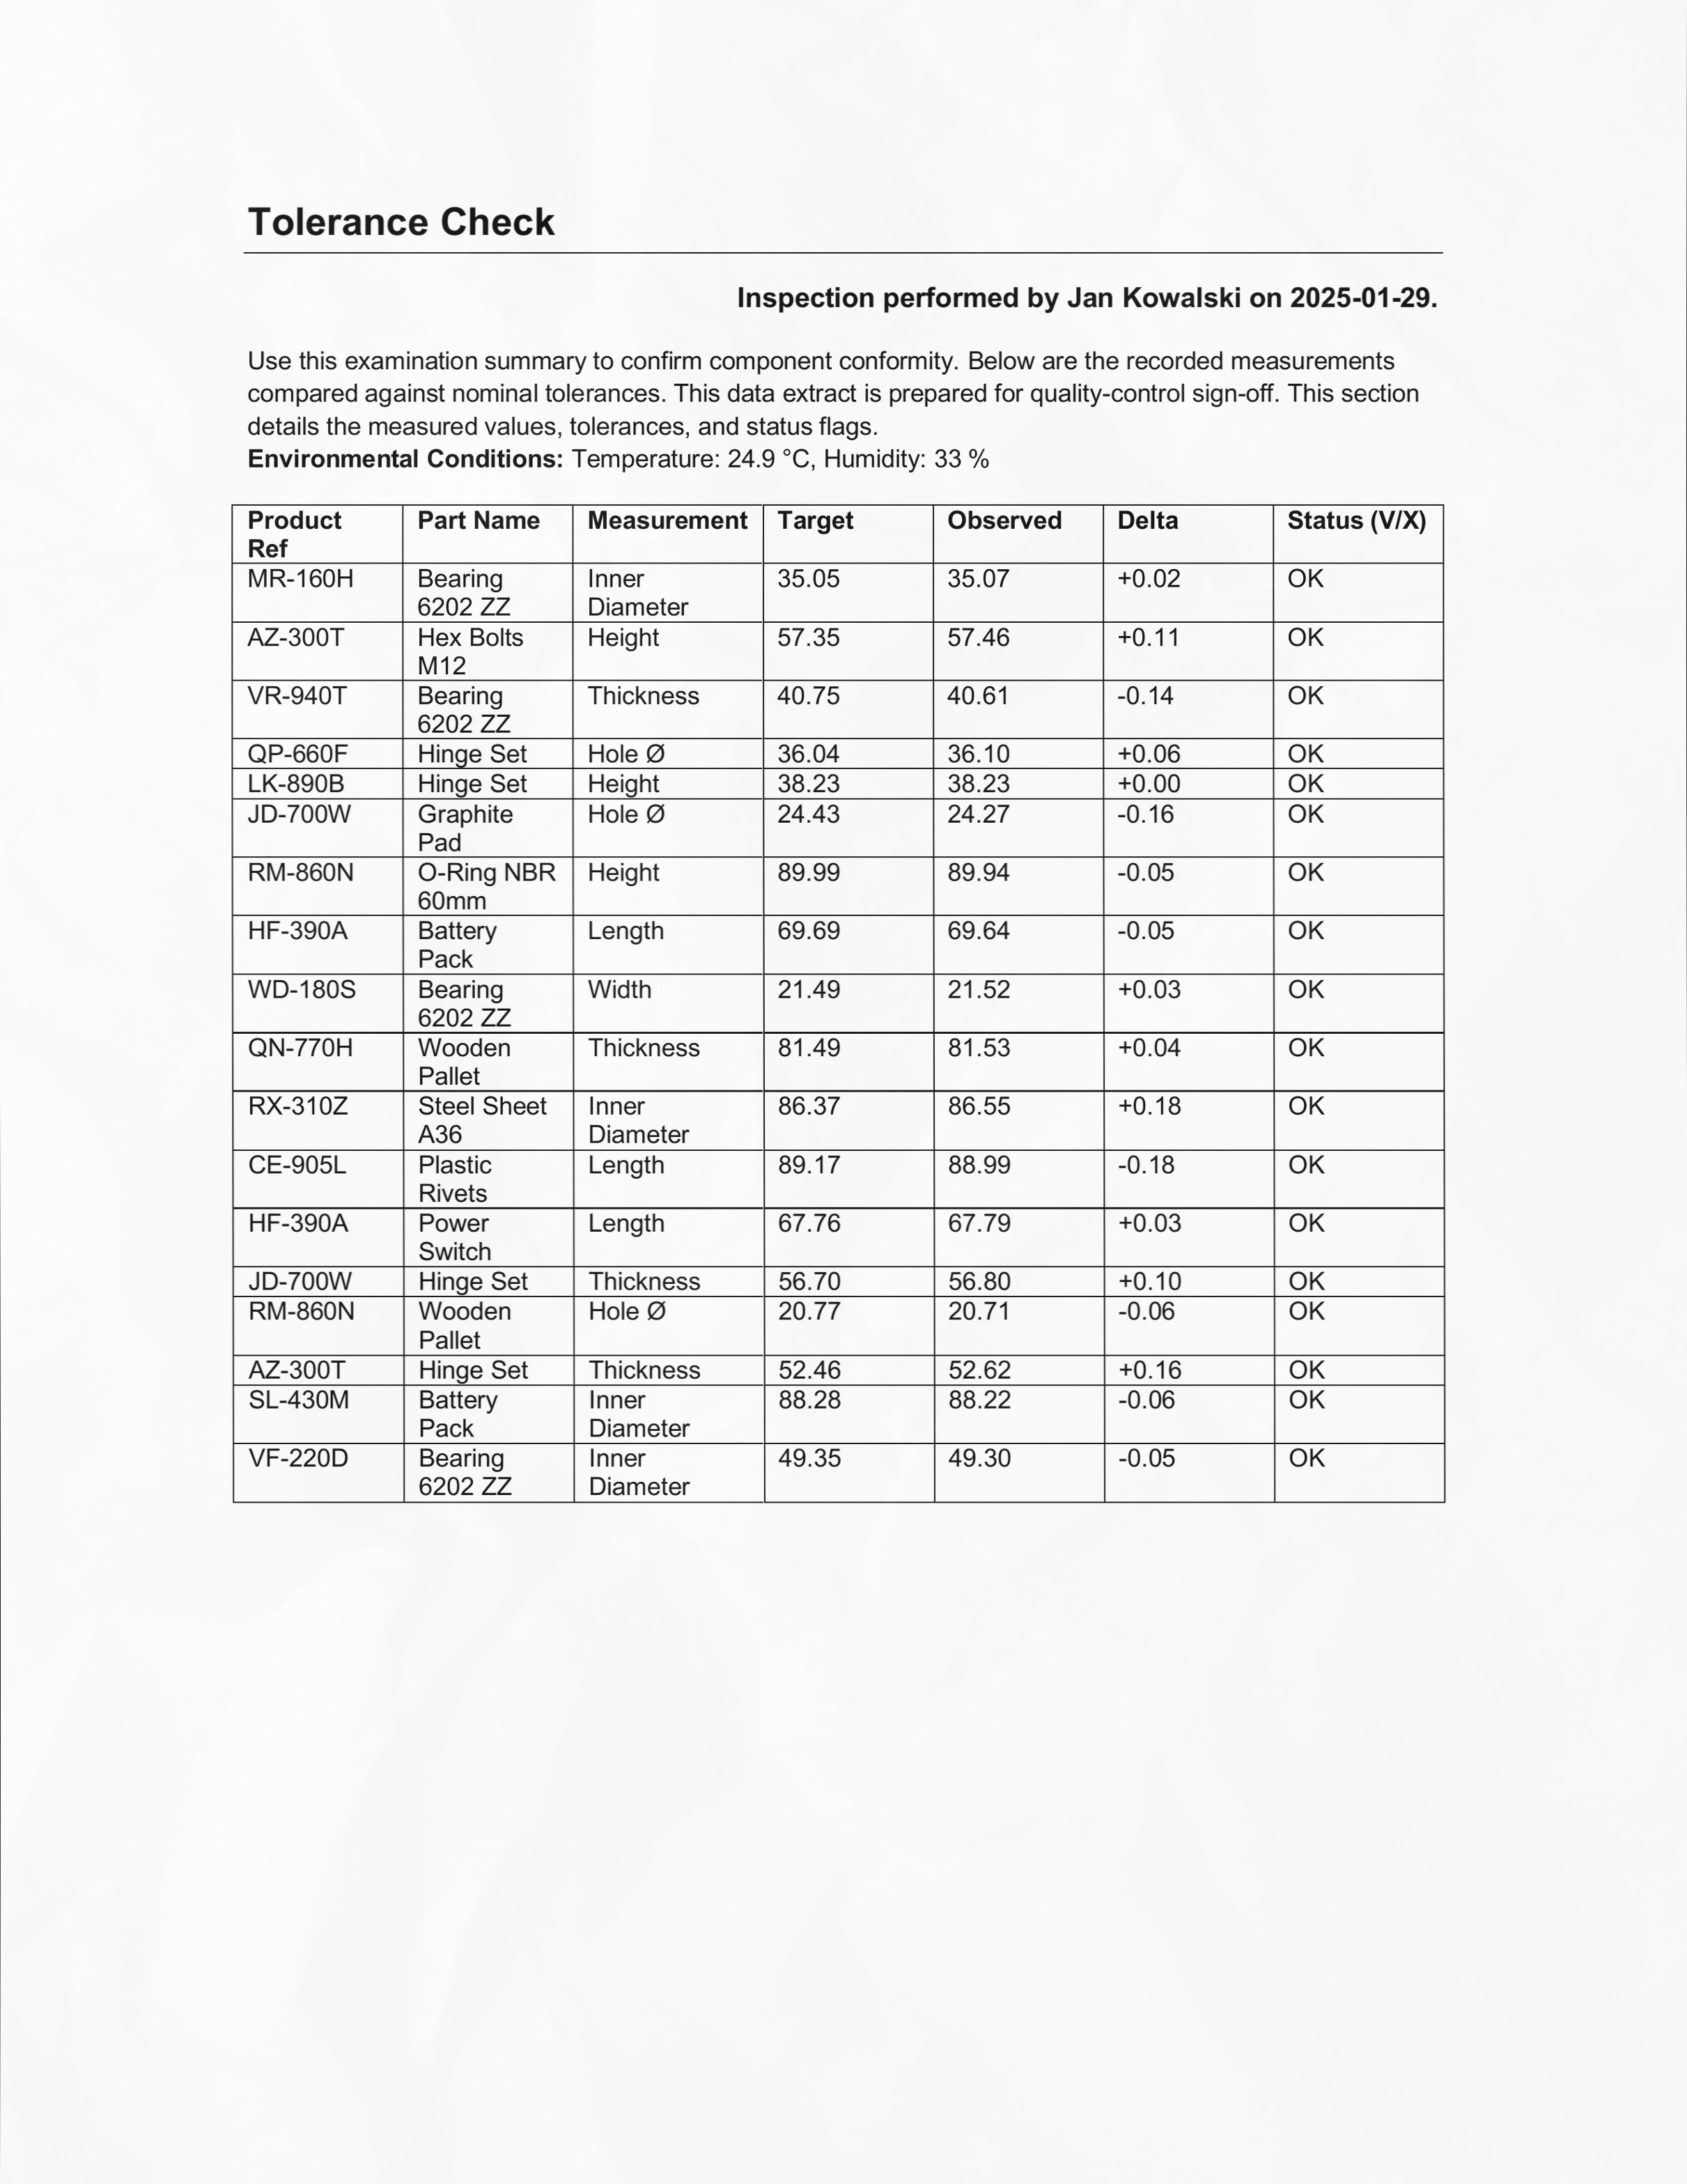 Tolerance Check
Inspection performed by Jan Kowalski on 2025-01-29.
Use this examination summary to confirm component conformity. Below are the recorded measurements
compared against nominal tolerances. This data extract is prepared for quality-control sign-off. This section
details the measured values, tolerances, and status flags.
Environmental Conditions: Temperature: 24.9 °C, Humidity: 33 %
Product Ref Part Name Measurement Target Observed Delta Status (V/X)
MR-160H Bearing 6202 ZZ Inner Diameter 35.05 35.07 +0.02 OK
AZ-300T Hex Bolts M12 Height 57.35 57.46 +0.11 OK
VR-940T Bearing 6202 ZZ Thickness 40.75 40.61 -0.14 OK
QP-660F Hinge Set Hole Ø 36.04 36.10 +0.06 OK
LK-890B Hinge Set Height 38.23 38.23 +0.00 OK
JD-700W Graphite Pad Hole Ø 24.43 24.27 -0.16 OK
RM-860N O-Ring NBR 60mm Height 89.99 89.94 -0.05 OK
HF-390A Battery Pack Length 69.69 69.64 -0.05 OK
WD-180S Bearing 6202 ZZ Width 21.49 21.52 +0.03 OK
QN-770H Wooden Pallet Thickness 81.49 81.53 +0.04 OK
RX-310Z Steel Sheet A36 Inner Diameter 86.37 86.55 +0.18 OK
CE-905L Plastic Rivets Length 89.17 88.99 -0.18 OK
HF-390A Power Switch Length 67.76 67.79 +0.03 OK
JD-700W Hinge Set Thickness 56.70 56.80 +0.10 OK
RM-860N Wooden Pallet Hole Ø 20.77 20.71 -0.06 OK
AZ-300T Hinge Set Thickness 52.46 52.62 +0.16 OK
SL-430M Battery Pack Inner Diameter 88.28 88.22 -0.06 OK
VF-220D Bearing 6202 ZZ Inner Diameter 49.35 49.30 -0.05 OK